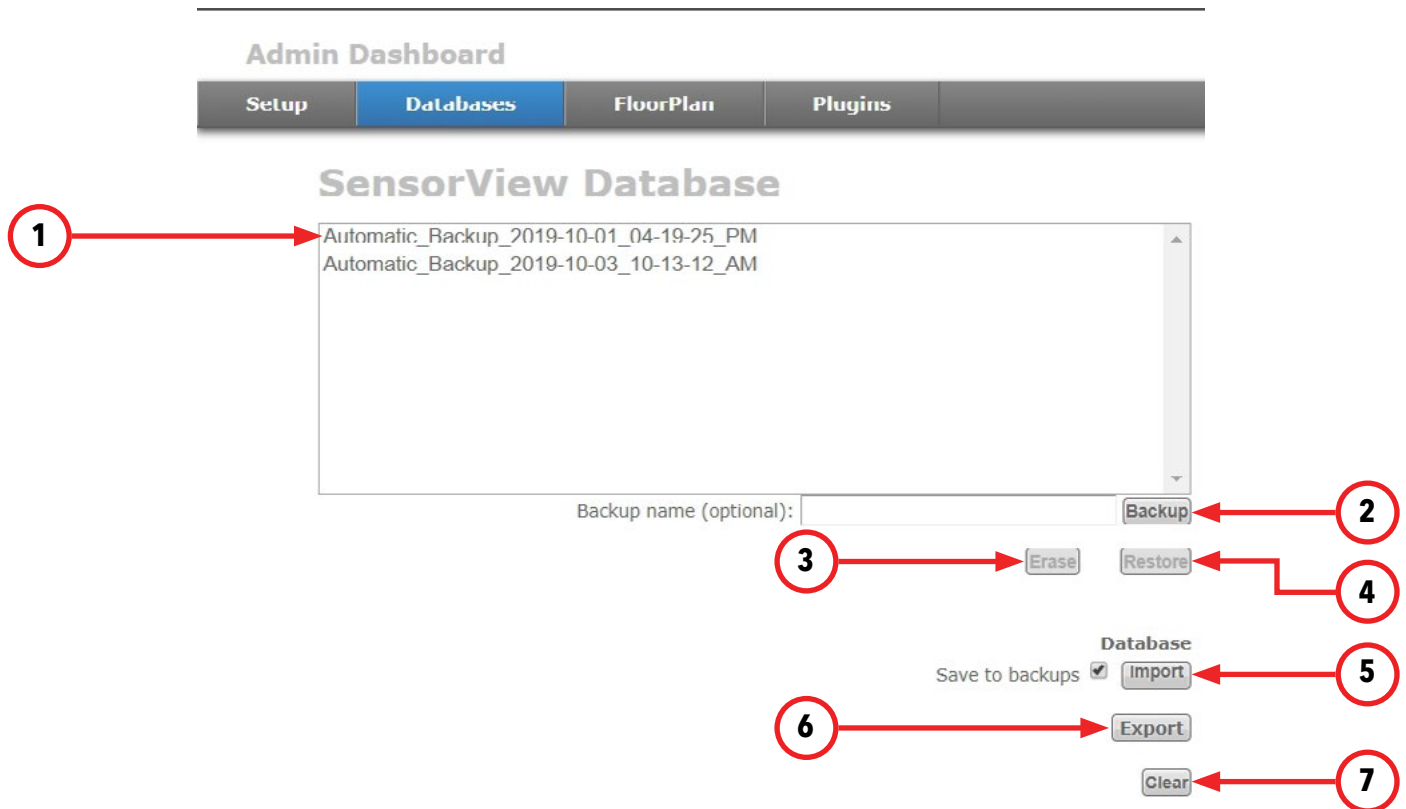 Admin Dashboard
Setup Databases FloorPlan Plugins
SensorView Database
1
Automatic_Backup_2019-10-01_04-19-25_PM
Automatic_Backup_2019-10-03_10-13-12_AM
Backup name (optional): Backup 2
3 Erase Restore
4
Database
Save to backups Import 5
6 Export
Clear 7